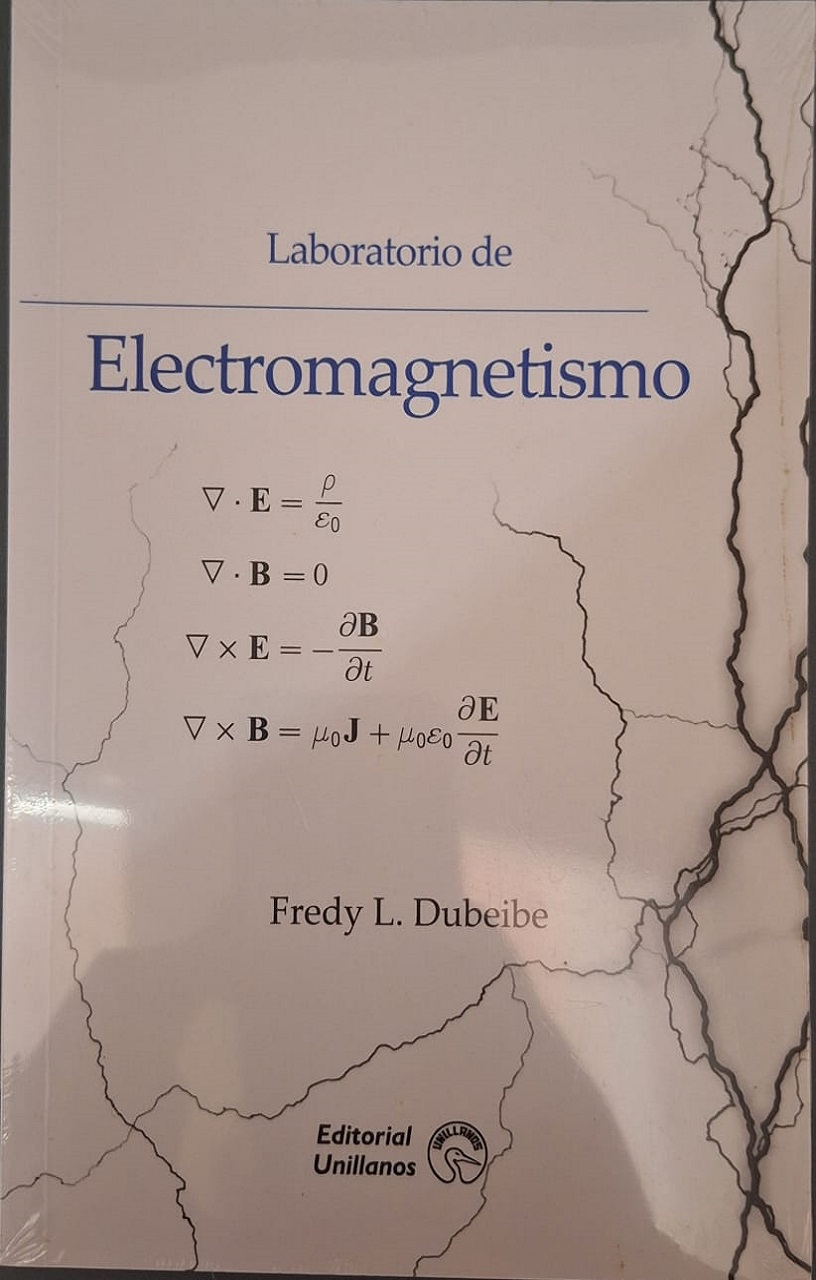 Laboratorio de
Electromagnetismo
∇ · E = ρ/ε₀
∇ · B = 0
∇ × E = −∂B/∂t
∇ × B = μ₀J + μ₀ε₀ ∂E/∂t
Fredy L. Dubeibe
Editorial
Unillanos
UNILLANOS